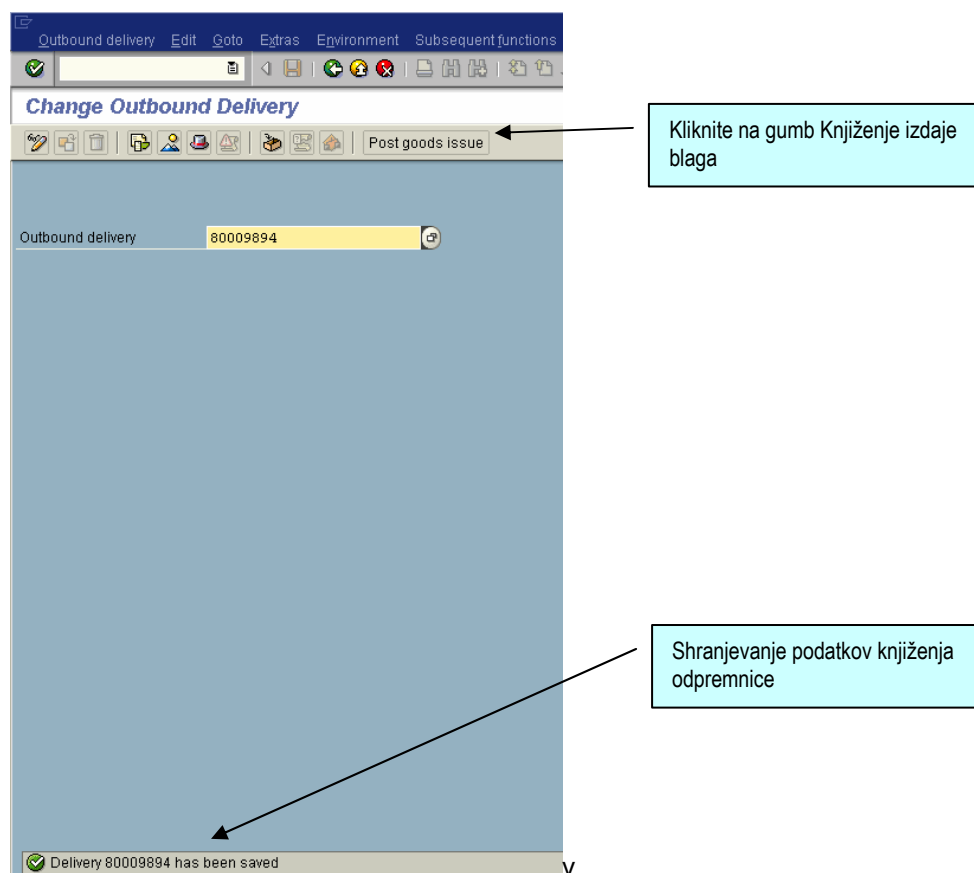 Outbound delivery Edit Goto Extras Environment Subsequent functions
Change Outbound Delivery
Post goods issue
Kliknite na gumb Knjiženje izdaje
blaga
Outbound delivery 80009894
Shranjevanje podatkov knjiženja
odpremnice
Delivery 80009894 has been saved